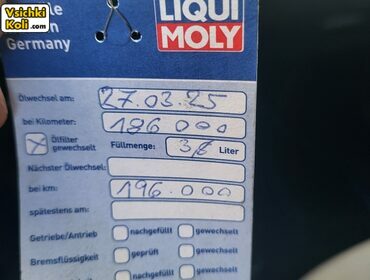 Vsichki
Koli.com
le
n
Germany
LIQUI
MOLY
Ölwechsel am: 27.03.25
bei Kilometer: 186 000
Ölfilter gewechselt Füllmenge: 3,8 Liter
Nächster Ölwechsel:
bei km: 196.000
spätestens am:
Getriebe/Antrieb nachgefüllt gewechselt
Bremsflüssigkeit geprüft gewechselt
nachgefüllt gewechselt